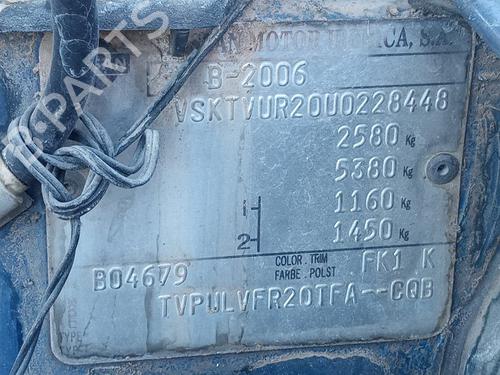 MOTOR IBERICA, S.A.
B-2006
VSKTVUR20U0228448
2580 Kg
5380 Kg
1 1160 Kg
2 1450 Kg
B04679 COLOR . TRIM FK1 K
FARBE . POLST
TVPULVFR20TFA--CQB
B-PARTS